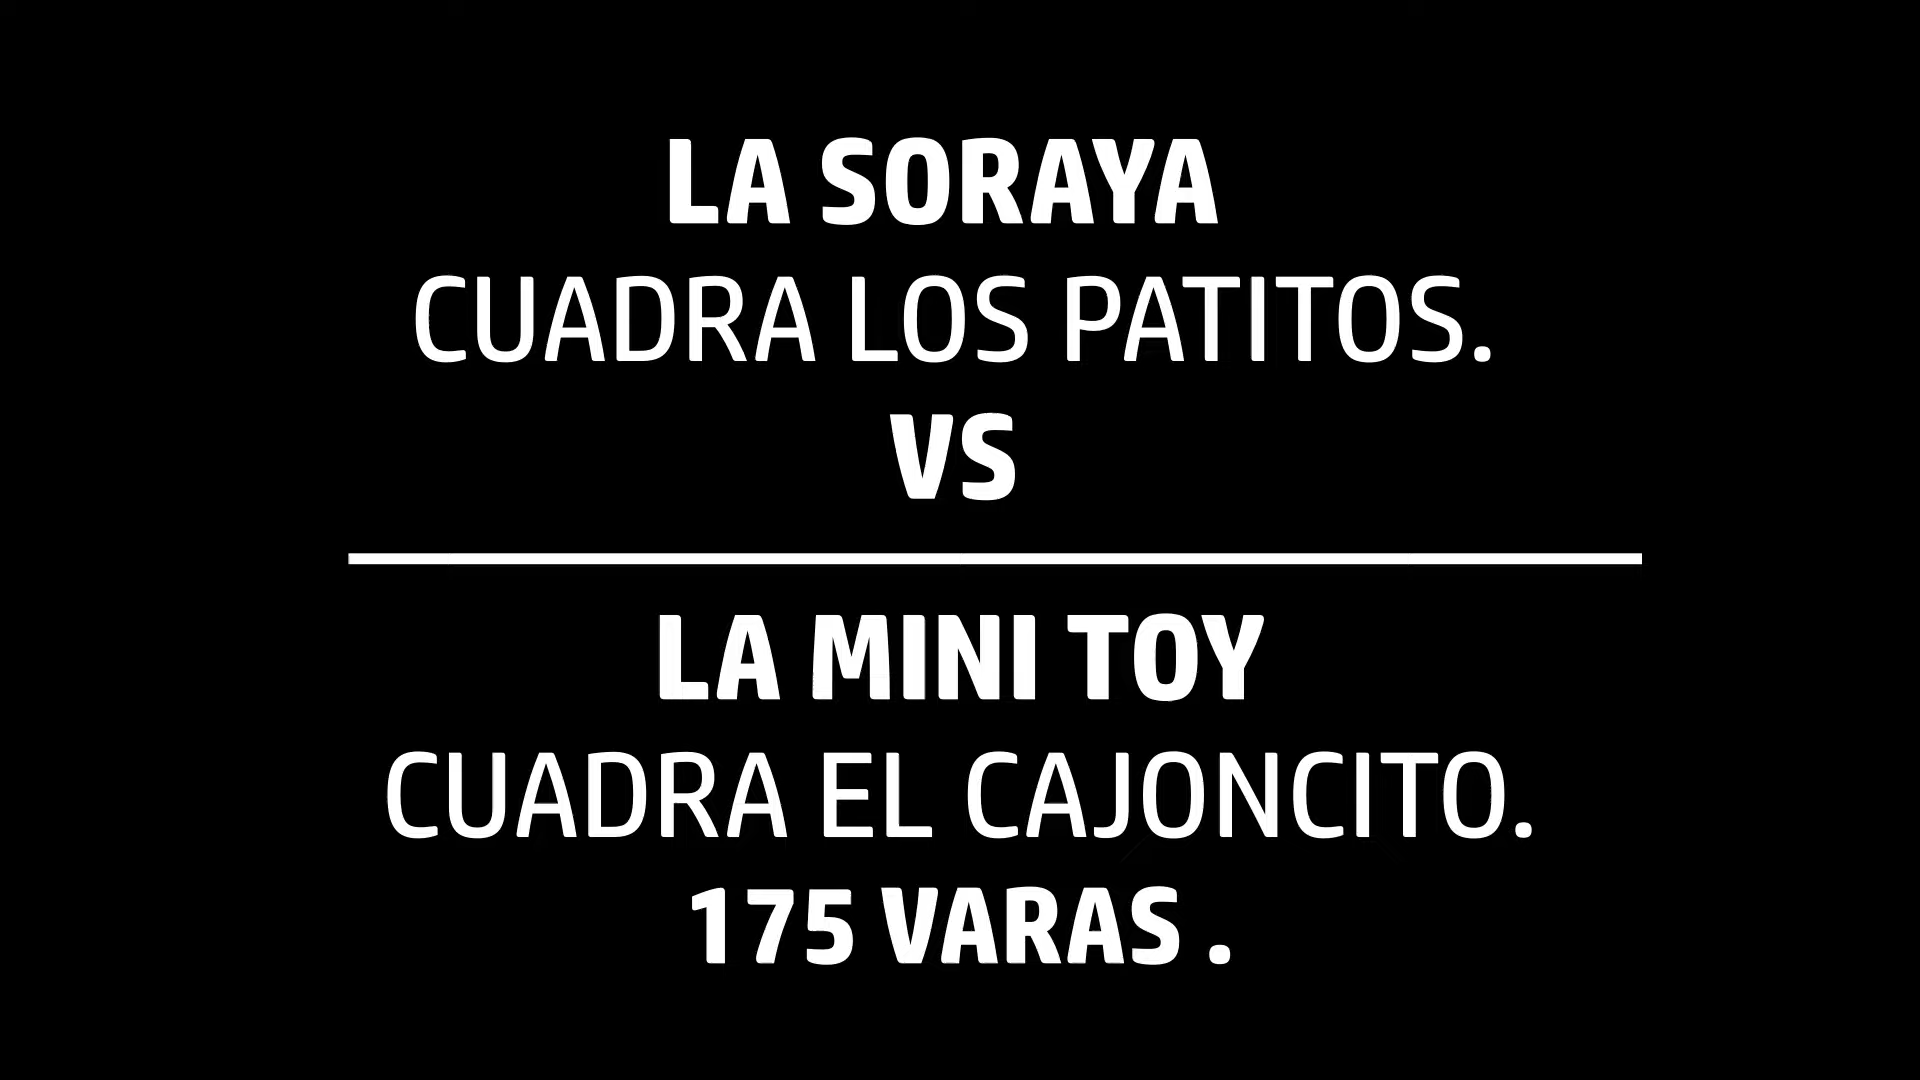 LA SORAYA
CUADRA LOS PATITOS.
VS
LA MINI TOY
CUADRA EL CAJONCITO.
175 VARAS .